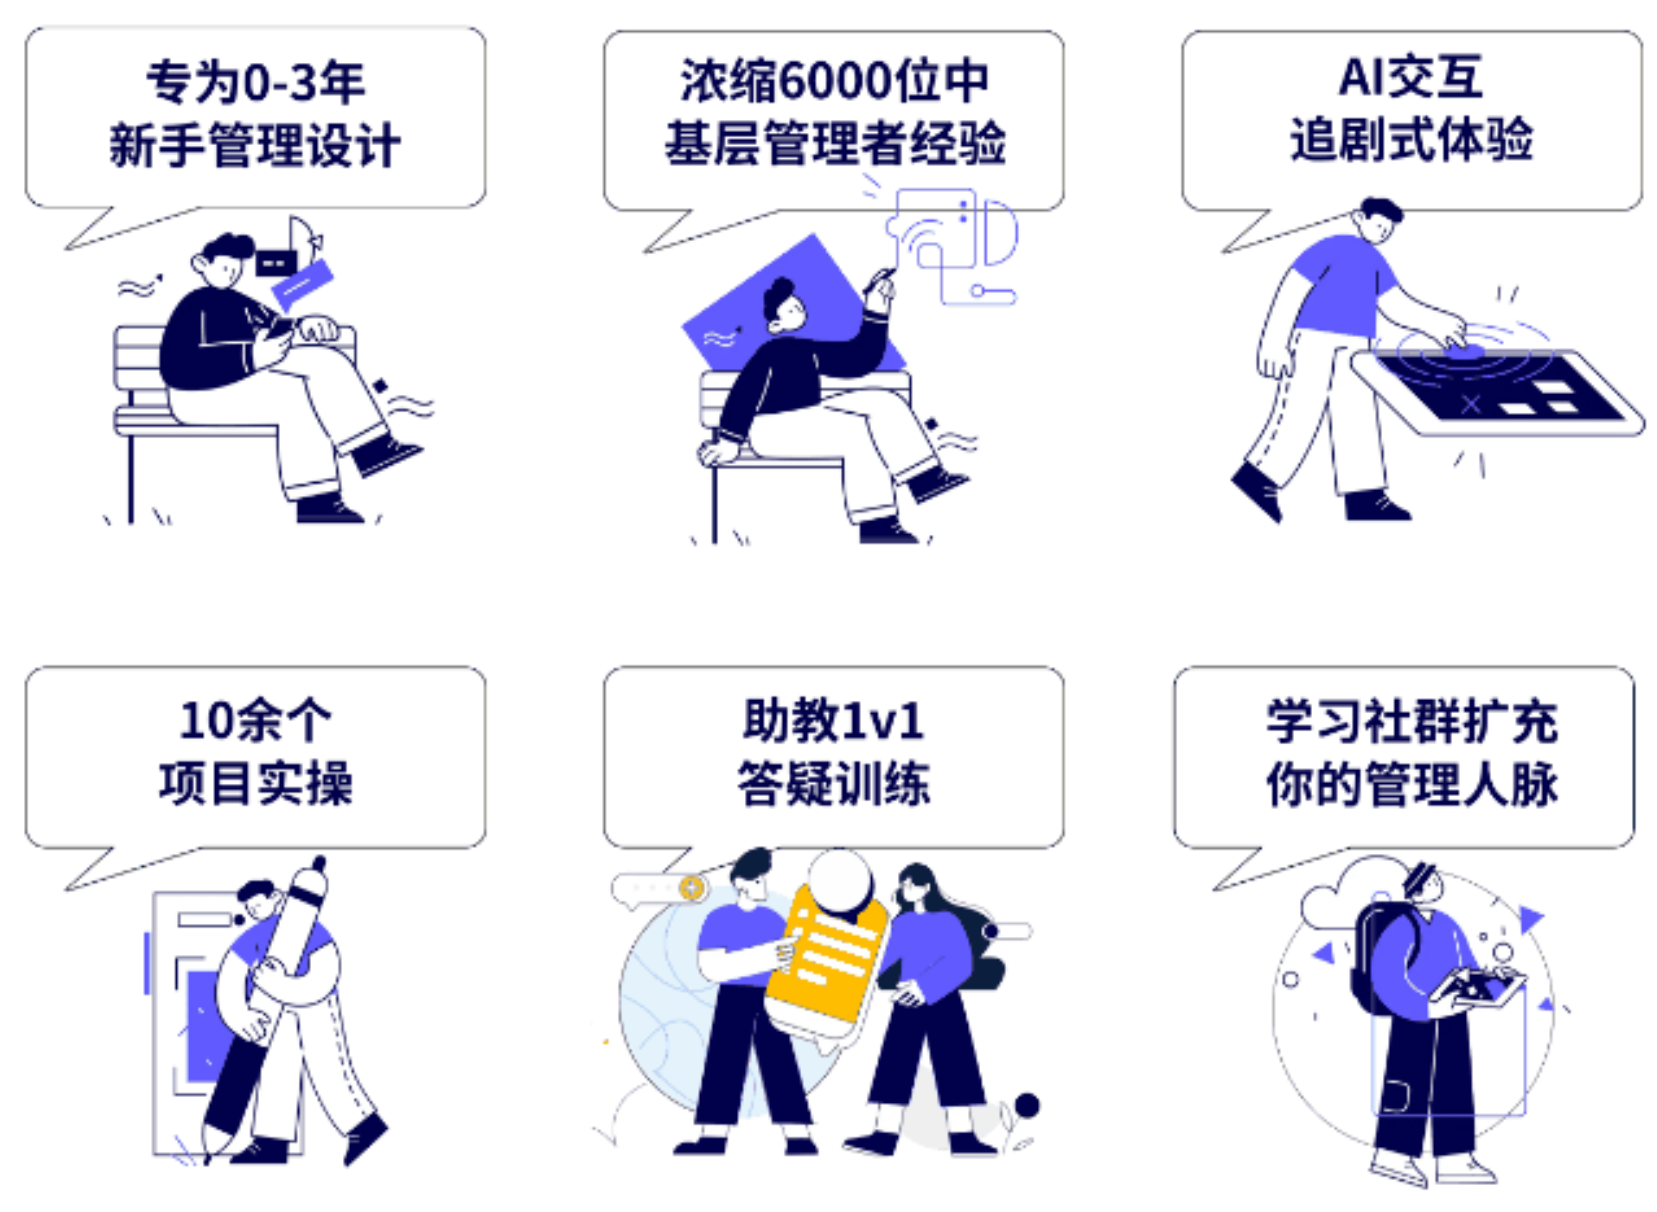 专为0-3年
新手管理设计
浓缩6000位中
基层管理者经验
AI交互
追剧式体验
10余个
项目实操
助教1v1
答疑训练
学习社群扩充
你的管理人脉